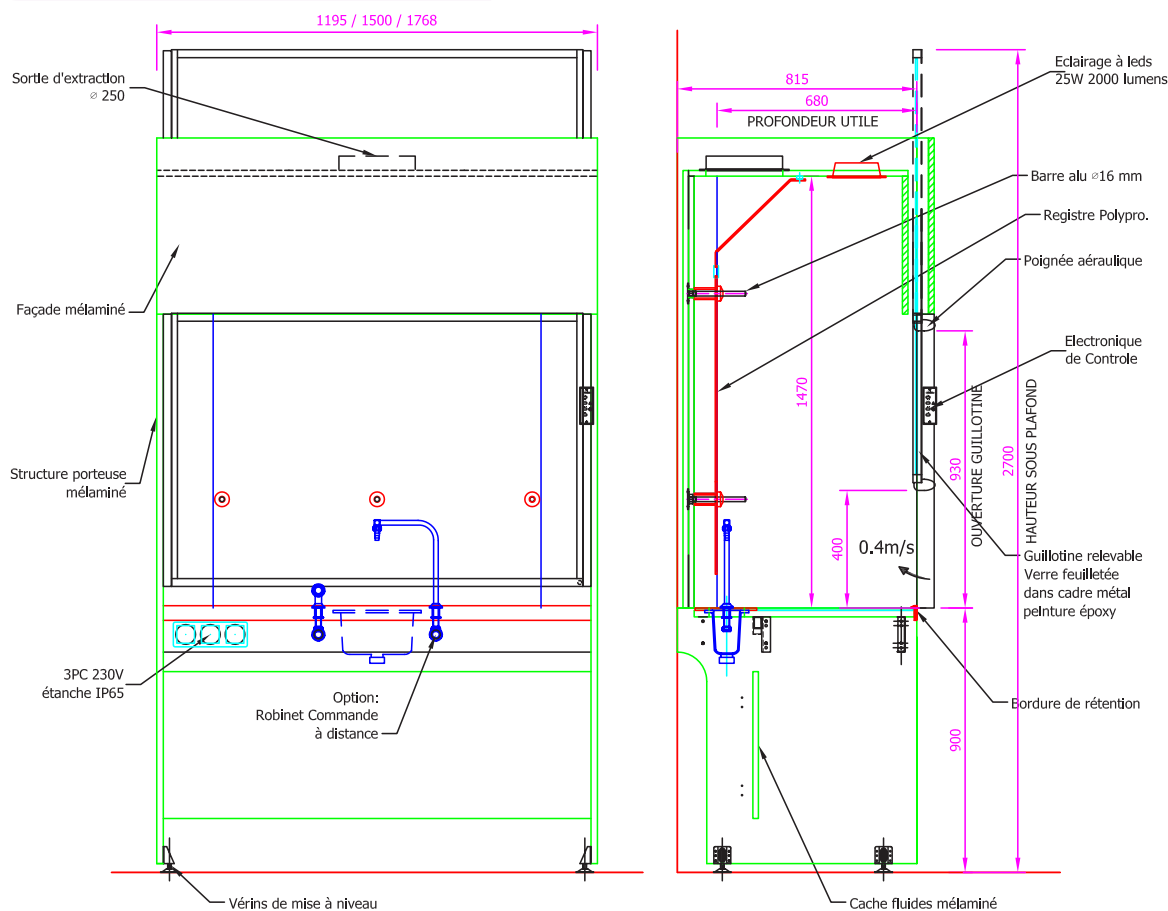 1195 / 1500 / 1768
Sortie d'extraction
⌀ 250
Façade mélaminé
Structure porteuse
mélaminé
3PC 230V
étanche IP65
Option:
Robinet Commande
à distance
Vérins de mise à niveau
815
680
PROFONDEUR UTILE
Eclairage à leds
25W 2000 lumens
Barre alu ⌀16 mm
Registre Polypro.
Poignée aéraulique
Electronique
de Controle
1470
930
OUVERTURE GUILLOTINE
2700
HAUTEUR SOUS PLAFOND
400
0.4m/s
Guillotine relevable
Verre feuilletée
dans cadre métal
peInture époxy
Bordure de rétention
900
Cache fluides mélaminé